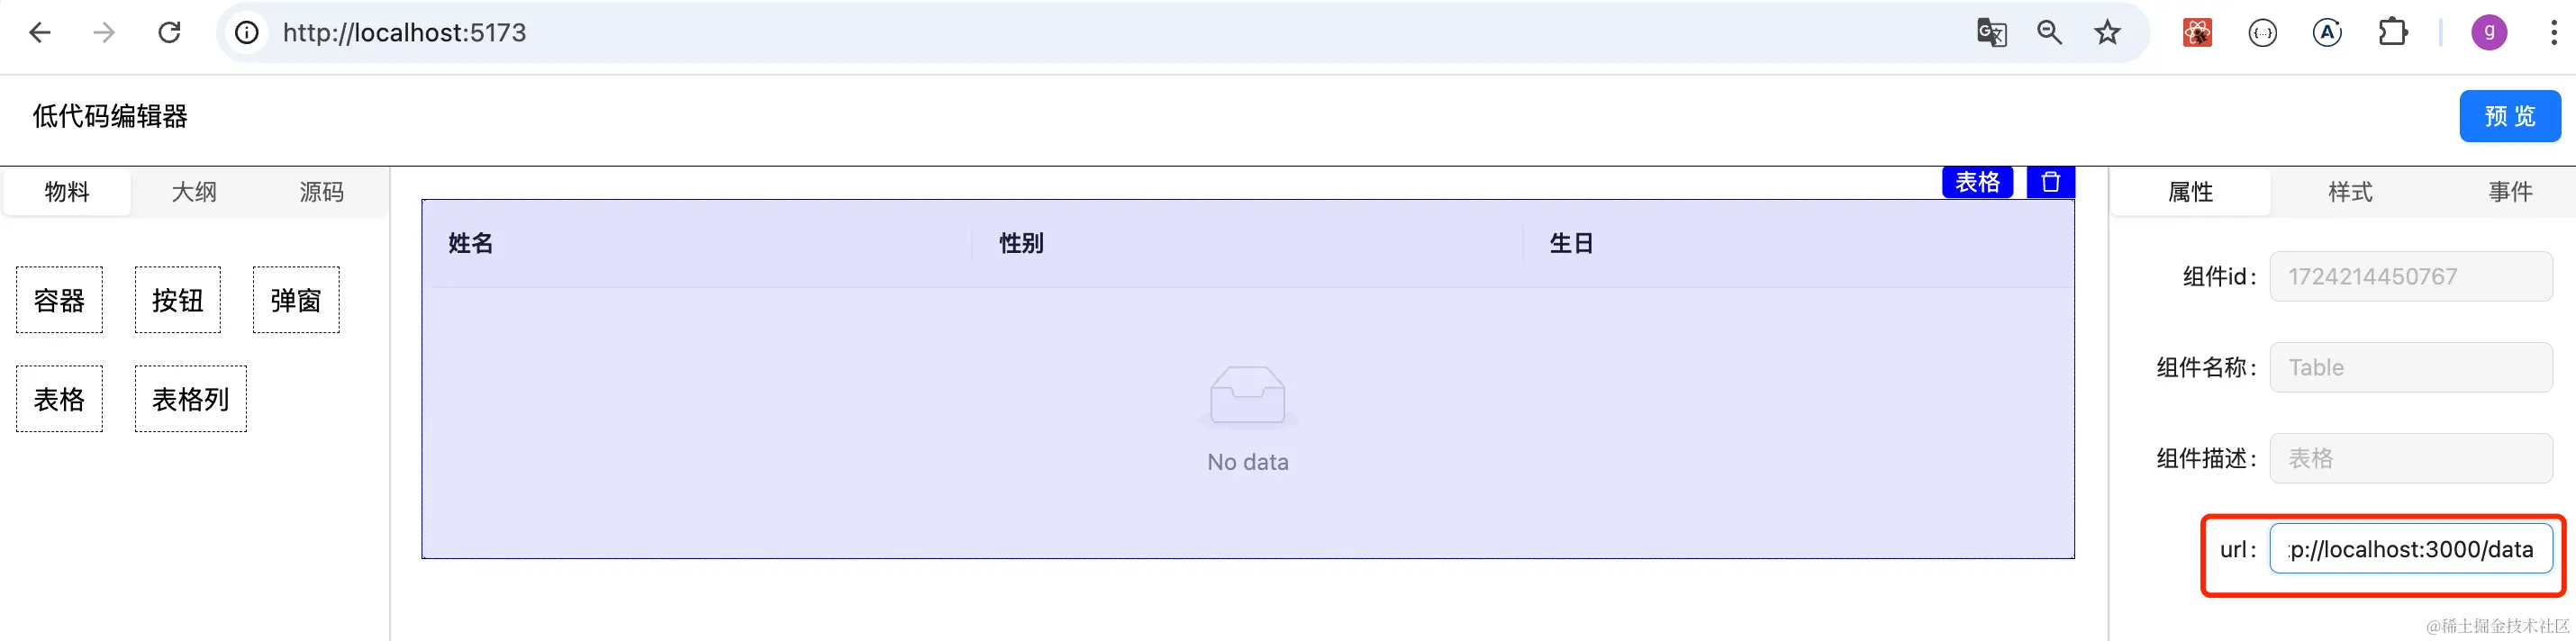 http://localhost:5173
g
低代码编辑器
预 览
物料 大纲 源码
表格
属性 样式 事件
姓名 性别 生日
容器 按钮 弹窗
表格 表格列
No data
组件id: 1724214450767
组件名称: Table
组件描述: 表格
url: p://localhost:3000/data
@稀土掘金技术社区